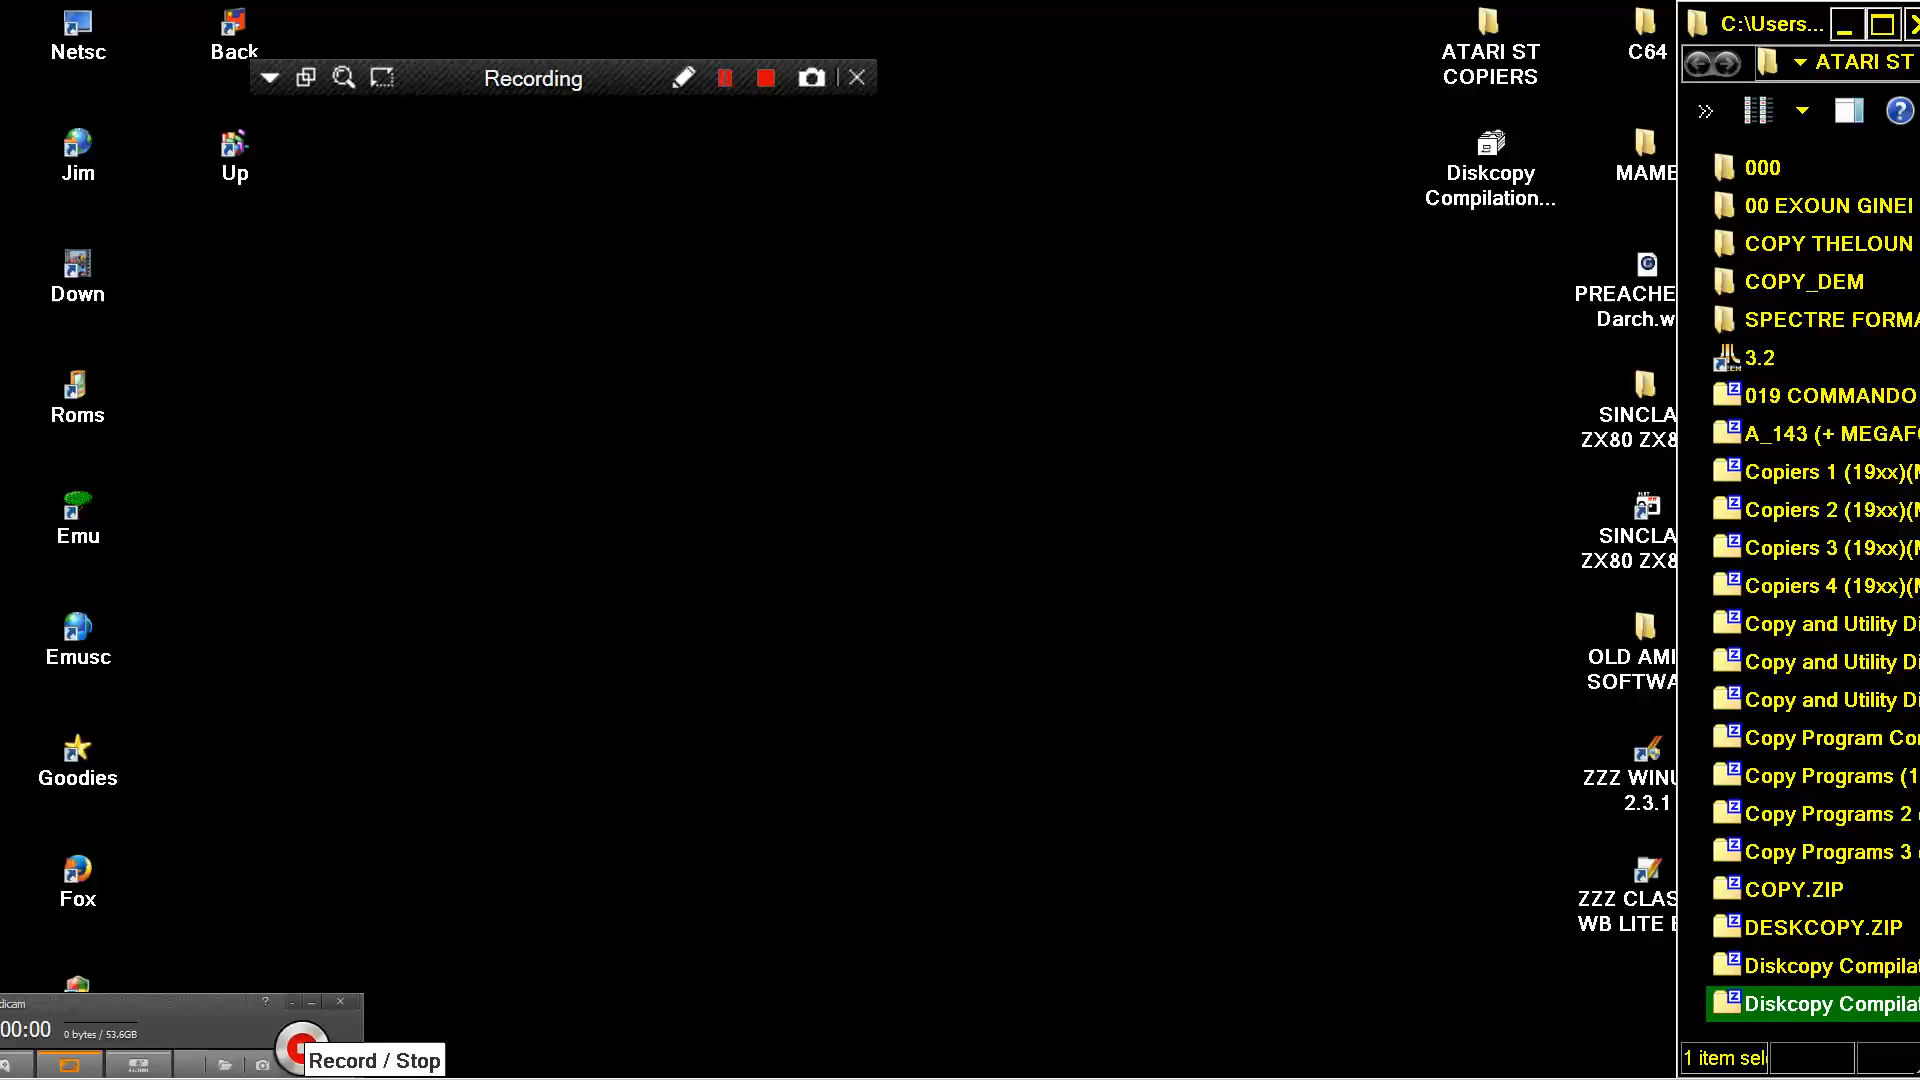 Netsc
Back
Recording
Jim
Up
Down
Roms
Emu
Emusc
Goodies
Fox
ATARI ST
COPIERS
C64
Diskcopy
Compilation...
MAME
PREACHE
Darch.w
SINCLA
ZX80 ZX8
SINCLA
ZX80 ZX8
OLD AMI
SOFTWA
ZZZ WINU
2.3.1
ZZZ CLAS
WB LITE E
C:\Users...
ATARI ST
000
00 EXOUN GINEI
COPY THELOUN
COPY_DEM
SPECTRE FORMA
3.2
019 COMMANDO
A_143 (+ MEGAF
Copiers 1 (19xx)(
Copiers 2 (19xx)(
Copiers 3 (19xx)(
Copiers 4 (19xx)(
Copy and Utility Di
Copy and Utility Di
Copy and Utility Di
Copy Program Co
Copy Programs (1
Copy Programs 2
Copy Programs 3
COPY.ZIP
DESKCOPY.ZIP
Diskcopy Compila
Diskcopy Compila
1 item sel
dicam
00:00
0 bytes / 53.6GB
Record / Stop